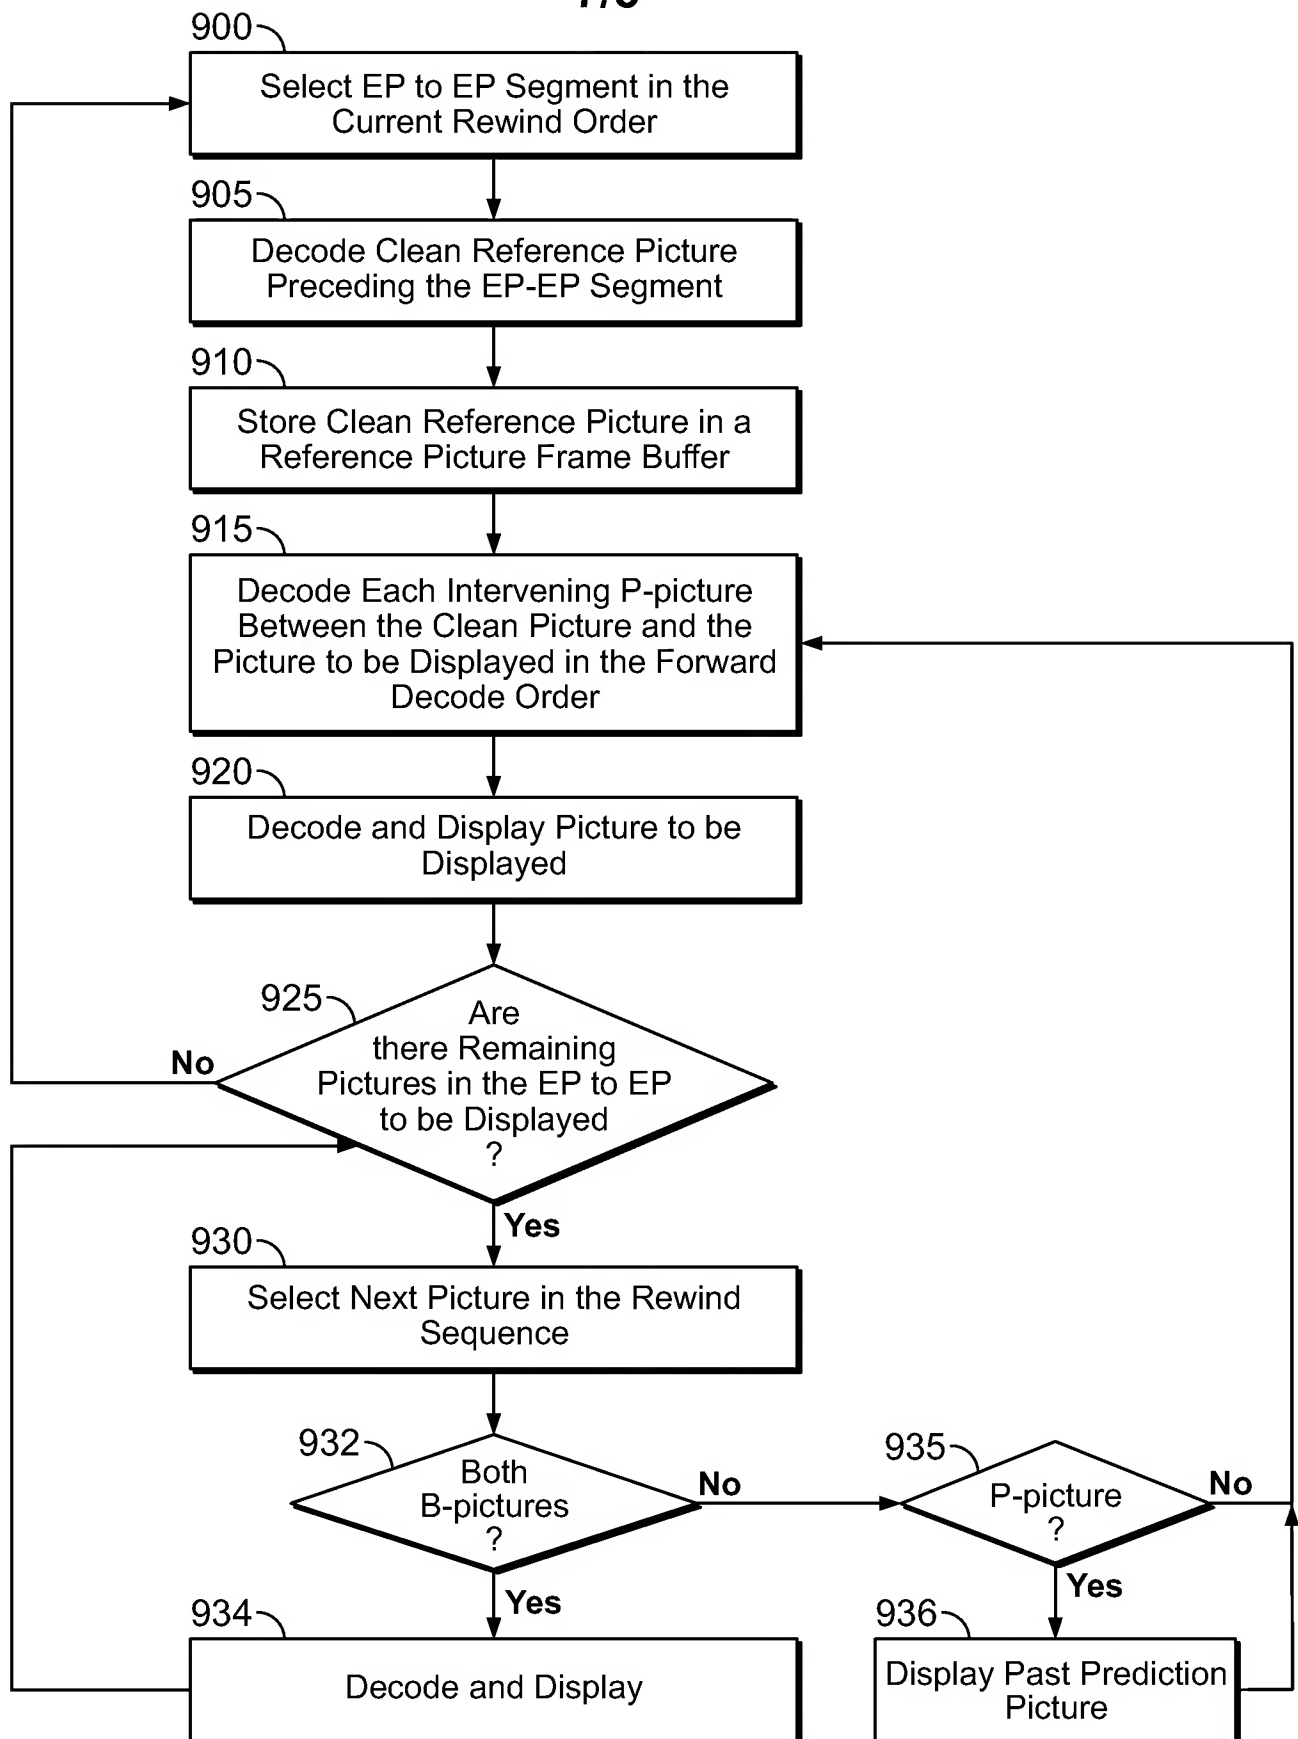 900
Select EP to EP Segment in the
Current Rewind Order
905
Decode Clean Reference Picture
Preceding the EP-EP Segment
910
Store Clean Reference Picture in a
Reference Picture Frame Buffer
915
Decode Each Intervening P-picture
Between the Clean Picture and the
Picture to be Displayed in the Forward
Decode Order
920
Decode and Display Picture to be
Displayed
925
Are
there Remaining
Pictures in the EP to EP
to be Displayed
?
No
Yes
930
Select Next Picture in the Rewind
Sequence
932
Both
B-pictures
?
No
Yes
935
P-picture
?
No
Yes
934
Decode and Display
936
Display Past Prediction
Picture